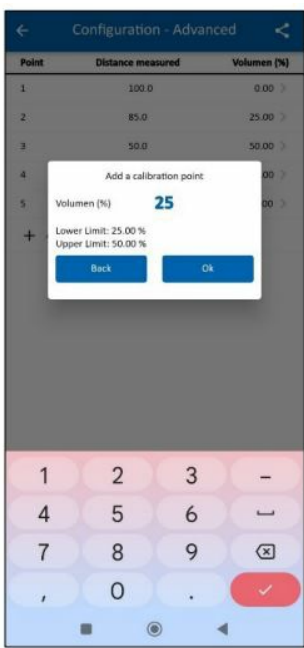 Configuration - Advanced
Point Distance measured Volumen (%)
1 100.0 0.00
2 85.0 25.00
3 50.0 50.00
4 .00
5 00
+
Add a calibration point
Volumen (%) 25
Lower Limit: 25.00 %
Upper Limit: 50.00 %
Back Ok
1 2 3 -
4 5 6
7 8 9
, 0 .